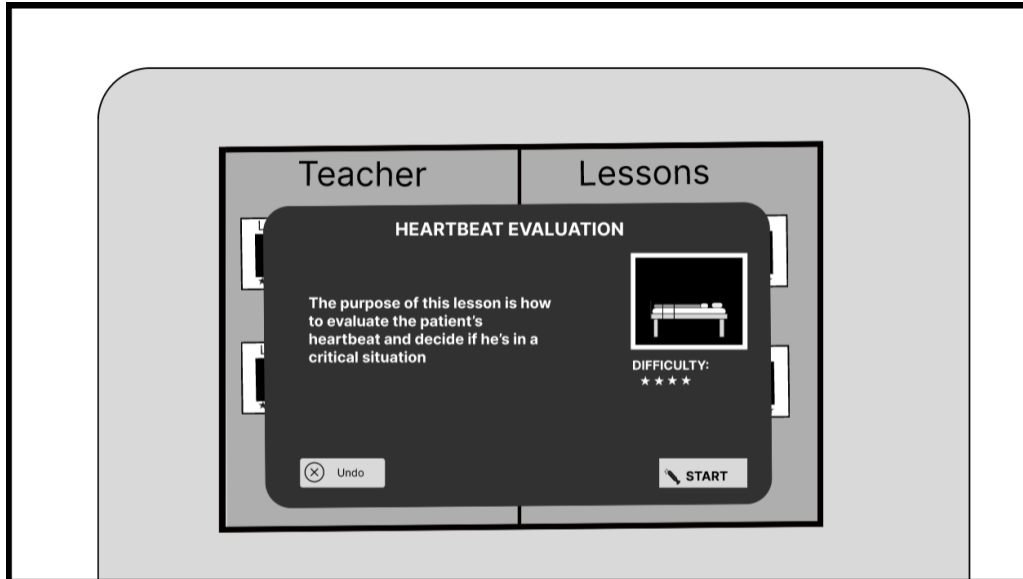 Teacher
Lessons
HEARTBEAT EVALUATION
The purpose of this lesson is how
to evaluate the patient's
heartbeat and decide if he's in a
critical situation
DIFFICULTY:
★★★★
Undo
START